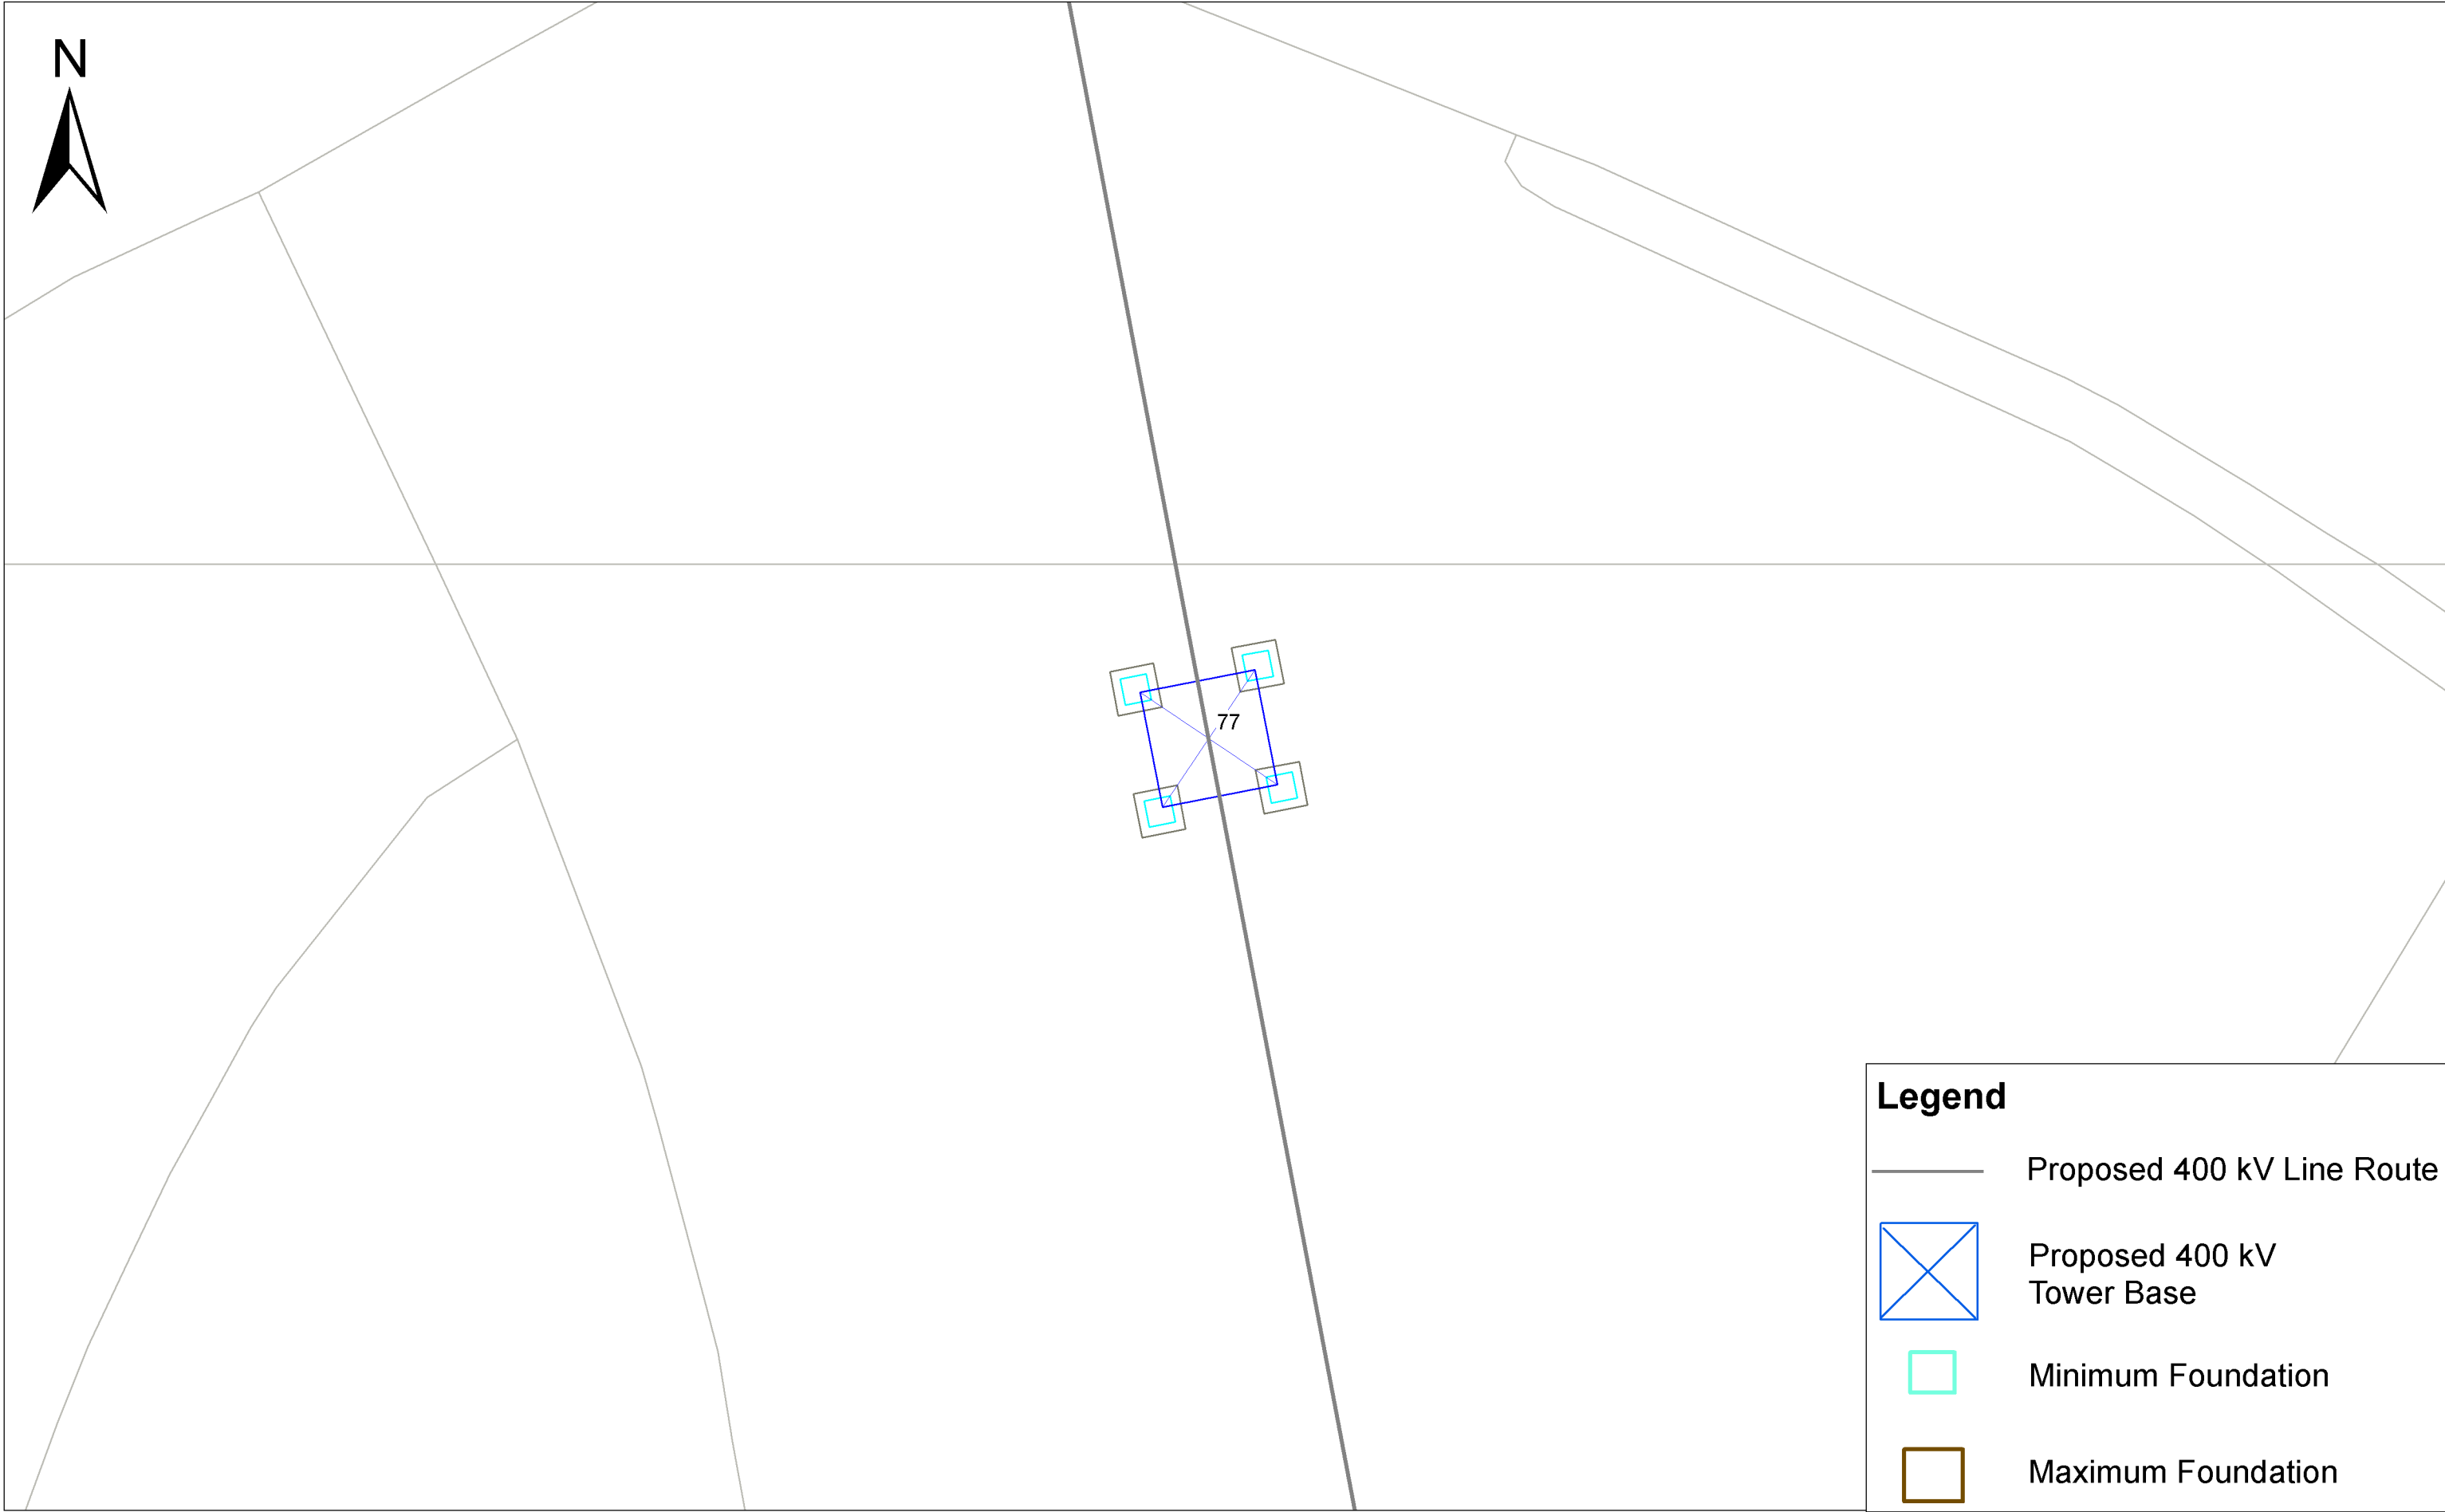 N
77
Legend
Proposed 400 kV Line Route
Proposed 400 kV
Tower Base
Minimum Foundation
Maximum Foundation